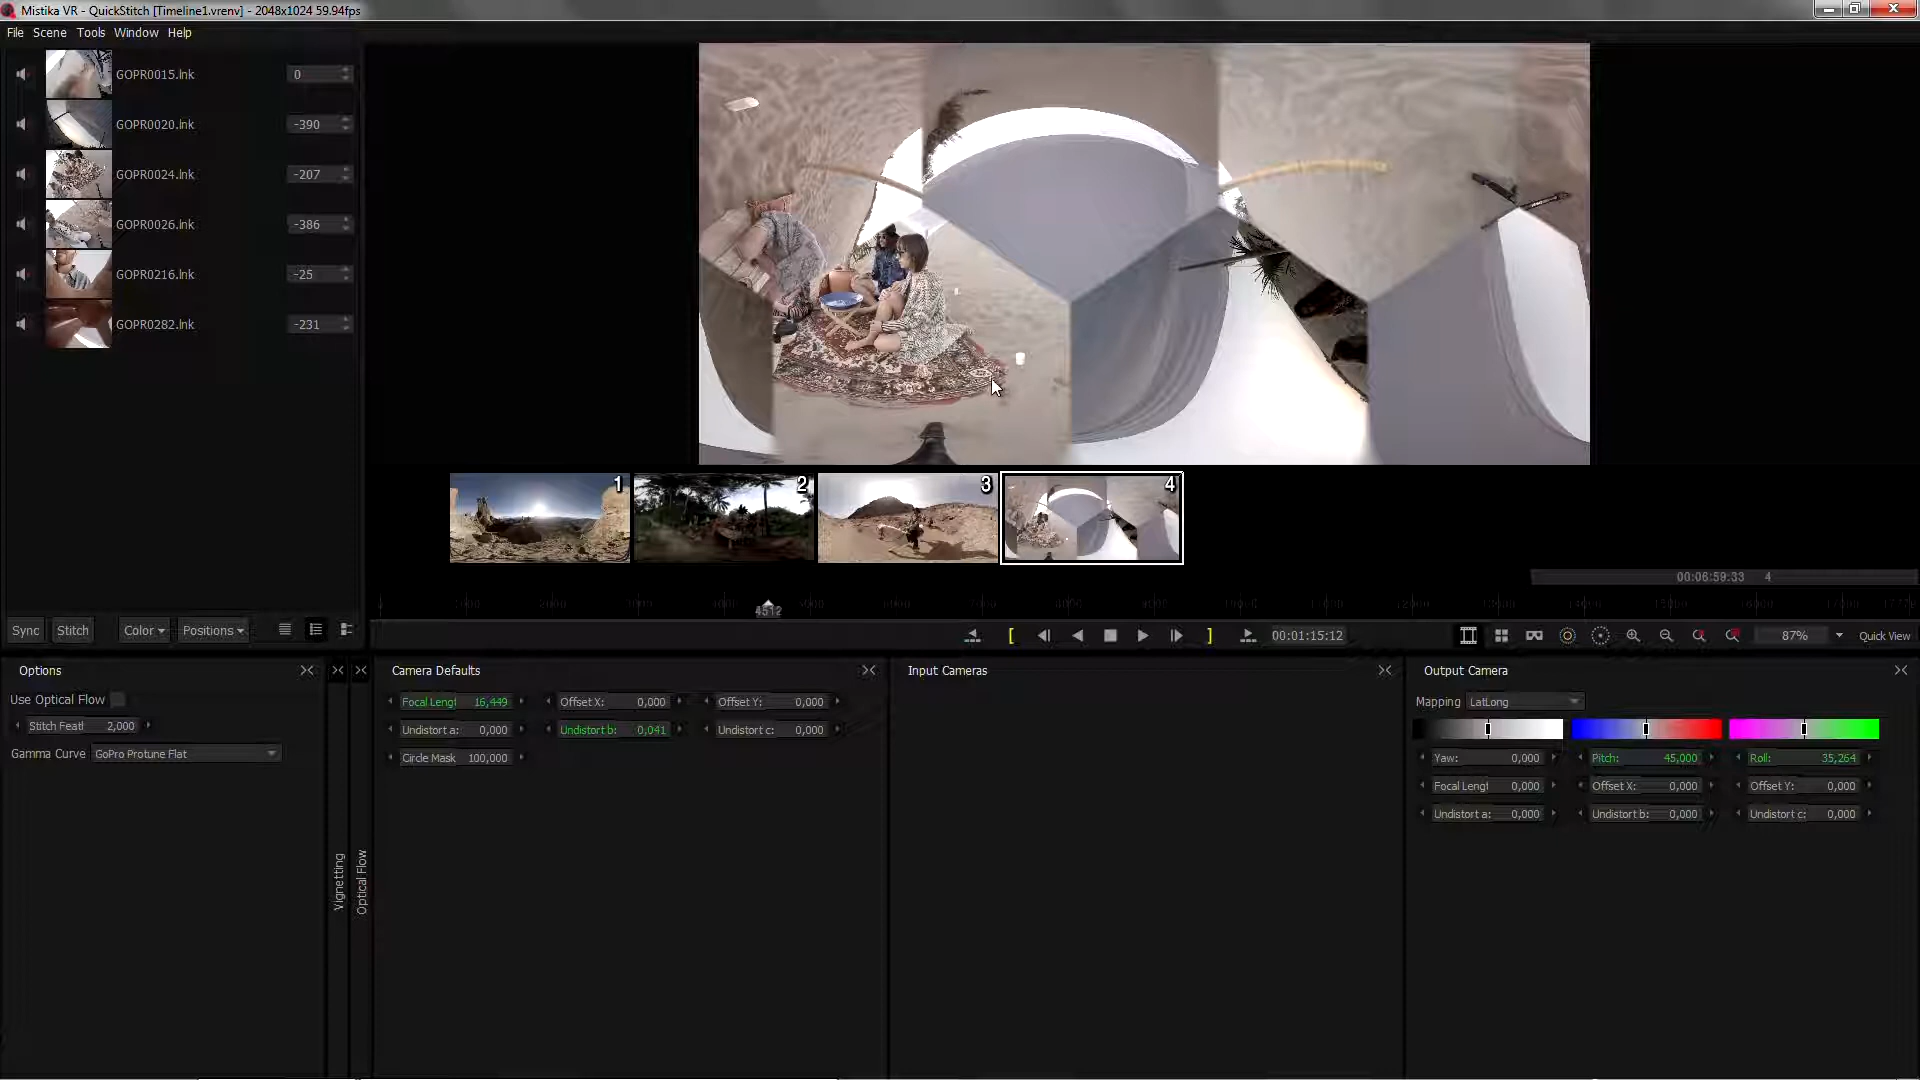 Mistika VR - QuickStitch [Timeline1.vrenv] - 2048x1024 59.94fps
File Scene Tools Window Help
GOPR0015.lnk 0
GOPR0020.lnk -390
GOPR0024.lnk -207
GOPR0026.lnk -386
GOPR0216.lnk -25
GOPR0282.lnk -231
1 2 3 4
00:06:59:33 4
4512
Sync Stitch Color Positions
[ ] 00:01:15:12 87% Quick View
Options
Use Optical Flow
Stitch Featl 2,000
Gamma Curve GoPro Protune Flat
Vignetting
Optical Flow
Camera Defaults
Focal Lengt 16,449 Offset X: 0,000 Offset Y: 0,000
Undistort a: 0,000 Undistort b: 0,041 Undistort c: 0,000
Circle Mask 100,000
Input Cameras
Output Camera
Mapping LatLong
Yaw: 0,000 Pitch: 45,000 Roll: 35,264
Focal Lengt 0,000 Offset X: 0,000 Offset Y: 0,000
Undistort a: 0,000 Undistort b: 0,000 Undistort c: 0,000